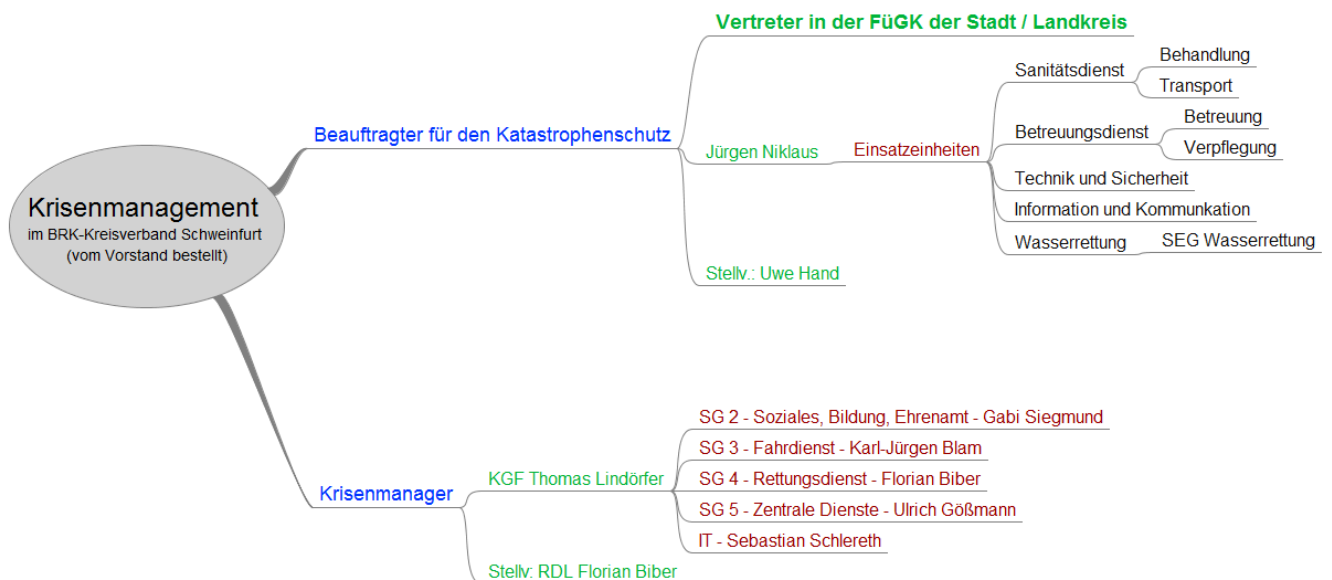 Krisenmanagement
im BRK-Kreisverband Schweinfurt
(vom Vorstand bestellt)
Beauftragter für den Katastrophenschutz
Vertreter in der FüGK der Stadt / Landkreis
Jürgen Niklaus
Einsatzeinheiten
Sanitätsdienst
Behandlung
Transport
Betreuungsdienst
Betreuung
Verpflegung
Technik und Sicherheit
Information und Kommunkation
Wasserrettung
SEG Wasserrettung
Stellv.: Uwe Hand
Krisenmanager
KGF Thomas Lindörfer
SG 2 - Soziales, Bildung, Ehrenamt - Gabi Siegmund
SG 3 - Fahrdienst - Karl-Jürgen Blam
SG 4 - Rettungsdienst - Florian Biber
SG 5 - Zentrale Dienste - Ulrich Gößmann
IT - Sebastian Schlereth
Stellv: RDL Florian Biber